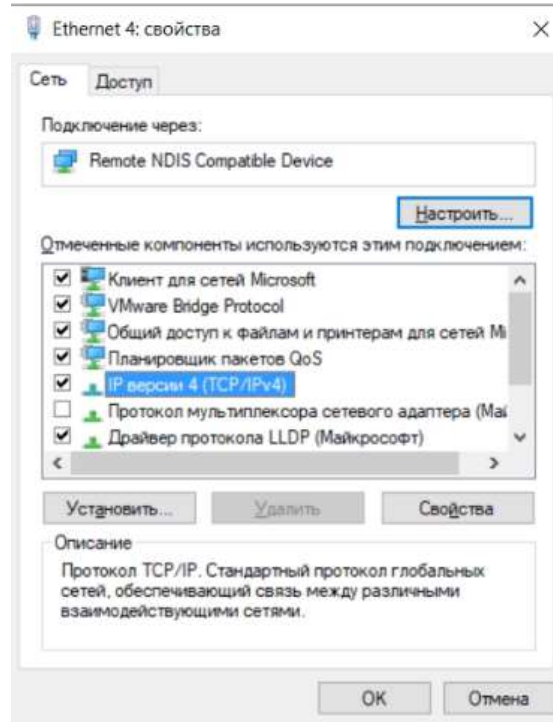 Ethernet 4: свойства
Сеть
Доступ
Подключение через:
Remote NDIS Compatible Device
Настроить...
Отмеченные компоненты используются этим подключением:
Клиент для сетей Microsoft
VMware Bridge Protocol
Общий доступ к файлам и принтерам для сетей Mi
Планировщик пакетов QoS
IP версии 4 (TCP/IPv4)
Протокол мультиплексора сетевого адаптера (Май
Драйвер протокола LLDP (Майкрософт)
Установить...
Удалить
Свойства
Описание
Протокол TCP/IP. Стандартный протокол глобальных
сетей, обеспечивающий связь между различными
взаимодействующими сетями.
OK
Отмена